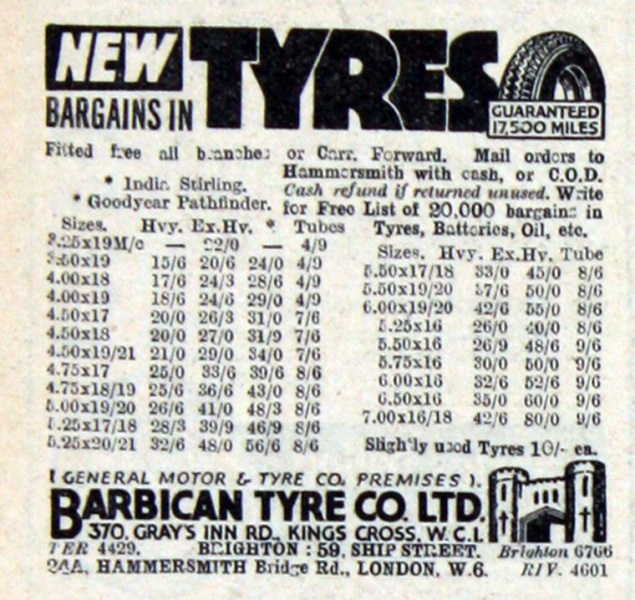 NEW TYRES
BARGAINS IN
GUARANTEED
17,500 MILES
Fitted free all branches or Carr. Forward. Mail orders to
Hammersmith with cash, or C.O.D.
* India Stirling.
Cash refund if returned unused. Write
* Goodyear Pathfinder.
for Free List of 20,000 bargains in
Tyres, Batteries, Oil, etc.
Sizes. Hvy. Ex.Hv. * Tubes
3.25x19M/c — 22/0 — 4/9
3.50x19 15/6 20/6 24/0 4/9
4.00x18 17/6 24/3 28/6 4/9
4.00x19 18/6 24/6 29/0 4/9
4.50x17 20/0 26/3 31/0 7/6
4.50x18 20/0 27/0 31/9 7/6
4.50x19/21 21/0 29/0 34/0 7/6
4.75x17 25/0 33/6 39/6 8/6
4.75x18/19 25/6 36/6 43/0 8/6
5.00x19/20 26/6 41/0 48/3 8/6
5.25x17/18 28/3 39/9 46/9 8/6
5.25x20/21 32/6 48/0 56/6 8/6
Sizes. Hvy. Ex.Hv. Tube
5.50x17/18 33/0 45/0 8/6
5.50x19/20 37/6 50/0 8/6
6.00x19/20 42/6 55/0 8/6
5.25x16 26/0 40/0 8/6
5.50x16 26/9 48/6 9/6
5.75x16 30/0 50/0 9/6
6.00x16 32/6 52/6 9/6
6.50x16 35/0 60/0 9/6
7.00x16/18 42/6 80/0 9/6
Slightly used Tyres 10/- ea.
(GENERAL MOTOR & TYRE CO. PREMISES).
BARBICAN TYRE CO. LTD.
370, GRAY'S INN RD., KINGS CROSS, W.C.1.
TER 4429. BRIGHTON : 59, SHIP STREET. Brighton 6766
24A, HAMMERSMITH Bridge Rd., LONDON, W.6. RIV. 4601